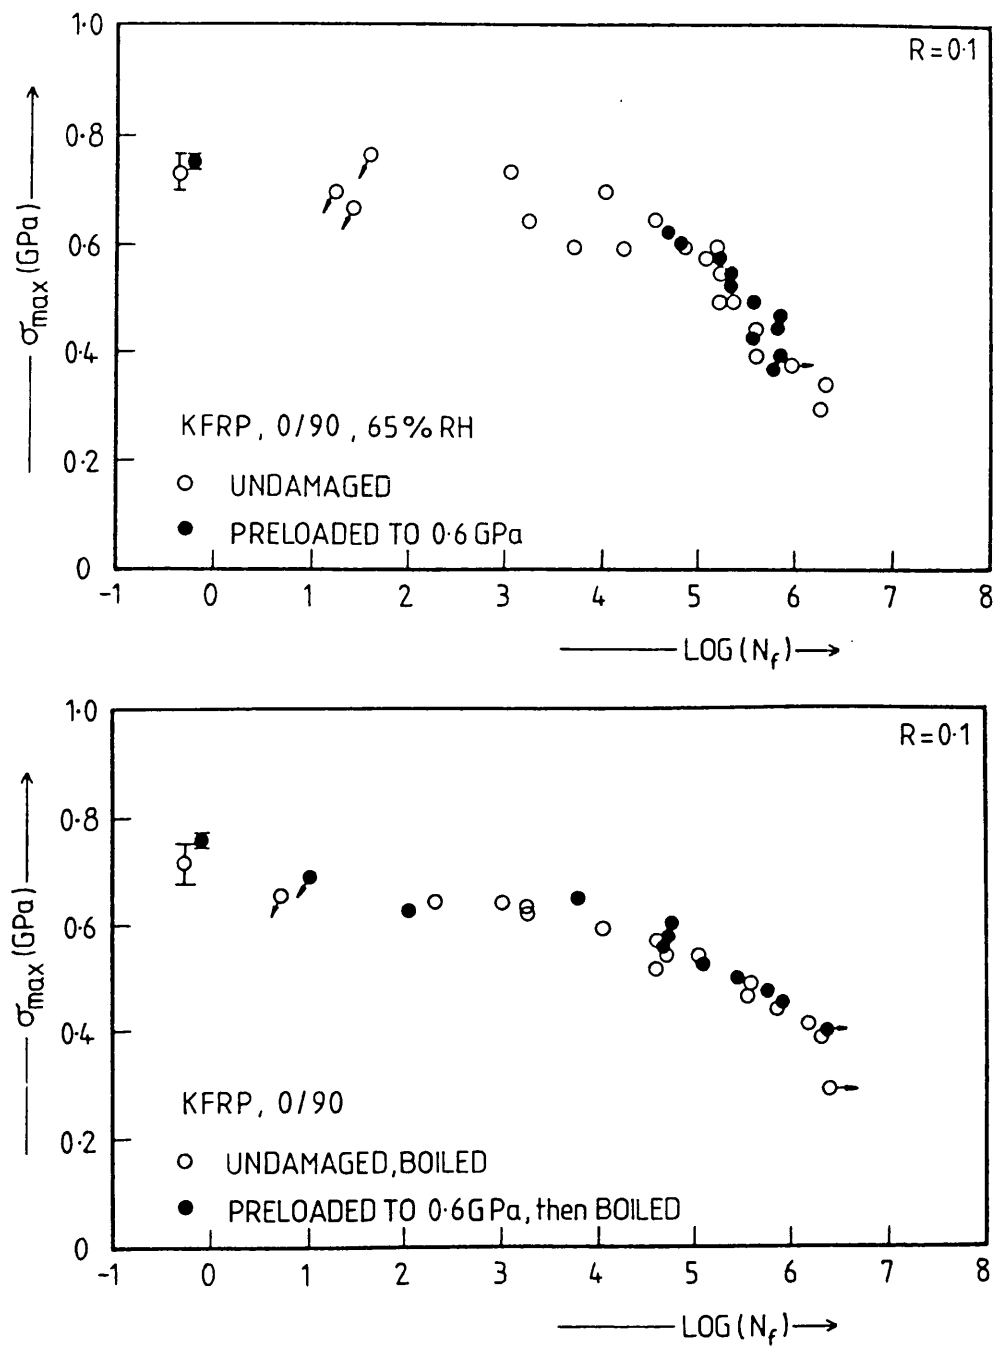 1·0
R=0·1
0·8
0·6
0·4
0·2
0
σmax (GPa)
KFRP, 0/90, 65% RH
UNDAMAGED
PRELOADED TO 0·6 GPa
-1 0 1 2 3 4 5 6 7 8
LOG (Nf)
1·0
R=0·1
0·8
0·6
0·4
0·2
0
σmax (GPa)
KFRP, 0/90
UNDAMAGED, BOILED
PRELOADED TO 0·6 GPa, then BOILED
-1 0 1 2 3 4 5 6 7 8
LOG (Nf)